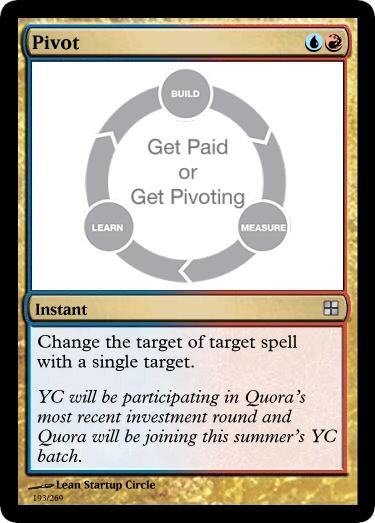 Pivot
BUILD
Get Paid
or
Get Pivoting
LEARN
MEASURE
Instant
Change the target of target spell
with a single target.
YC will be participating in Quora's
most recent investment round and
Quora will be joining this summer's YC
batch.
Lean Startup Circle
193/269